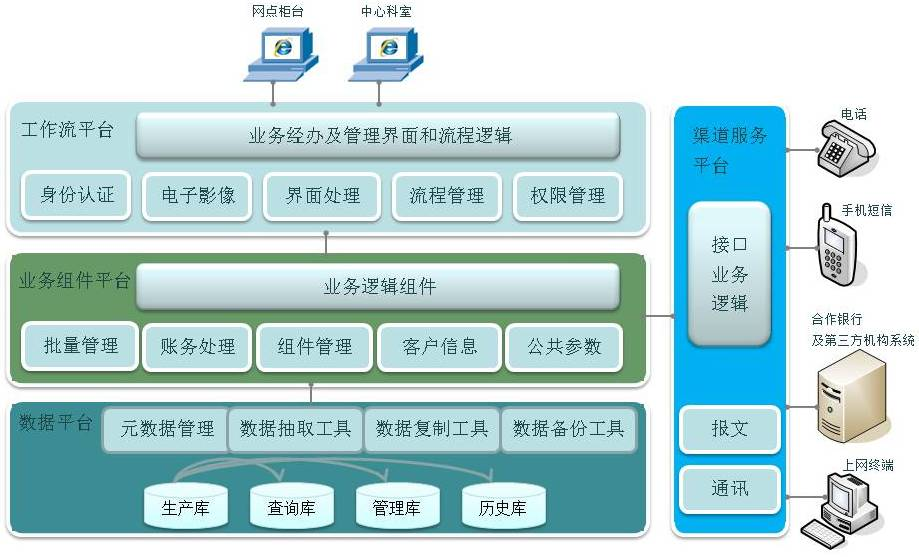 网点柜台
中心科室
工作流平台
业务经办及管理界面和流程逻辑
身份认证
电子影像
界面处理
流程管理
权限管理
业务组件平台
业务逻辑组件
批量管理
账务处理
组件管理
客户信息
公共参数
数据平台
元数据管理
数据抽取工具
数据复制工具
数据备份工具
生产库
查询库
管理库
历史库
渠道服务
平台
接口
业务
逻辑
报文
通讯
电话
手机短信
合作银行
及第三方机构系统
上网终端